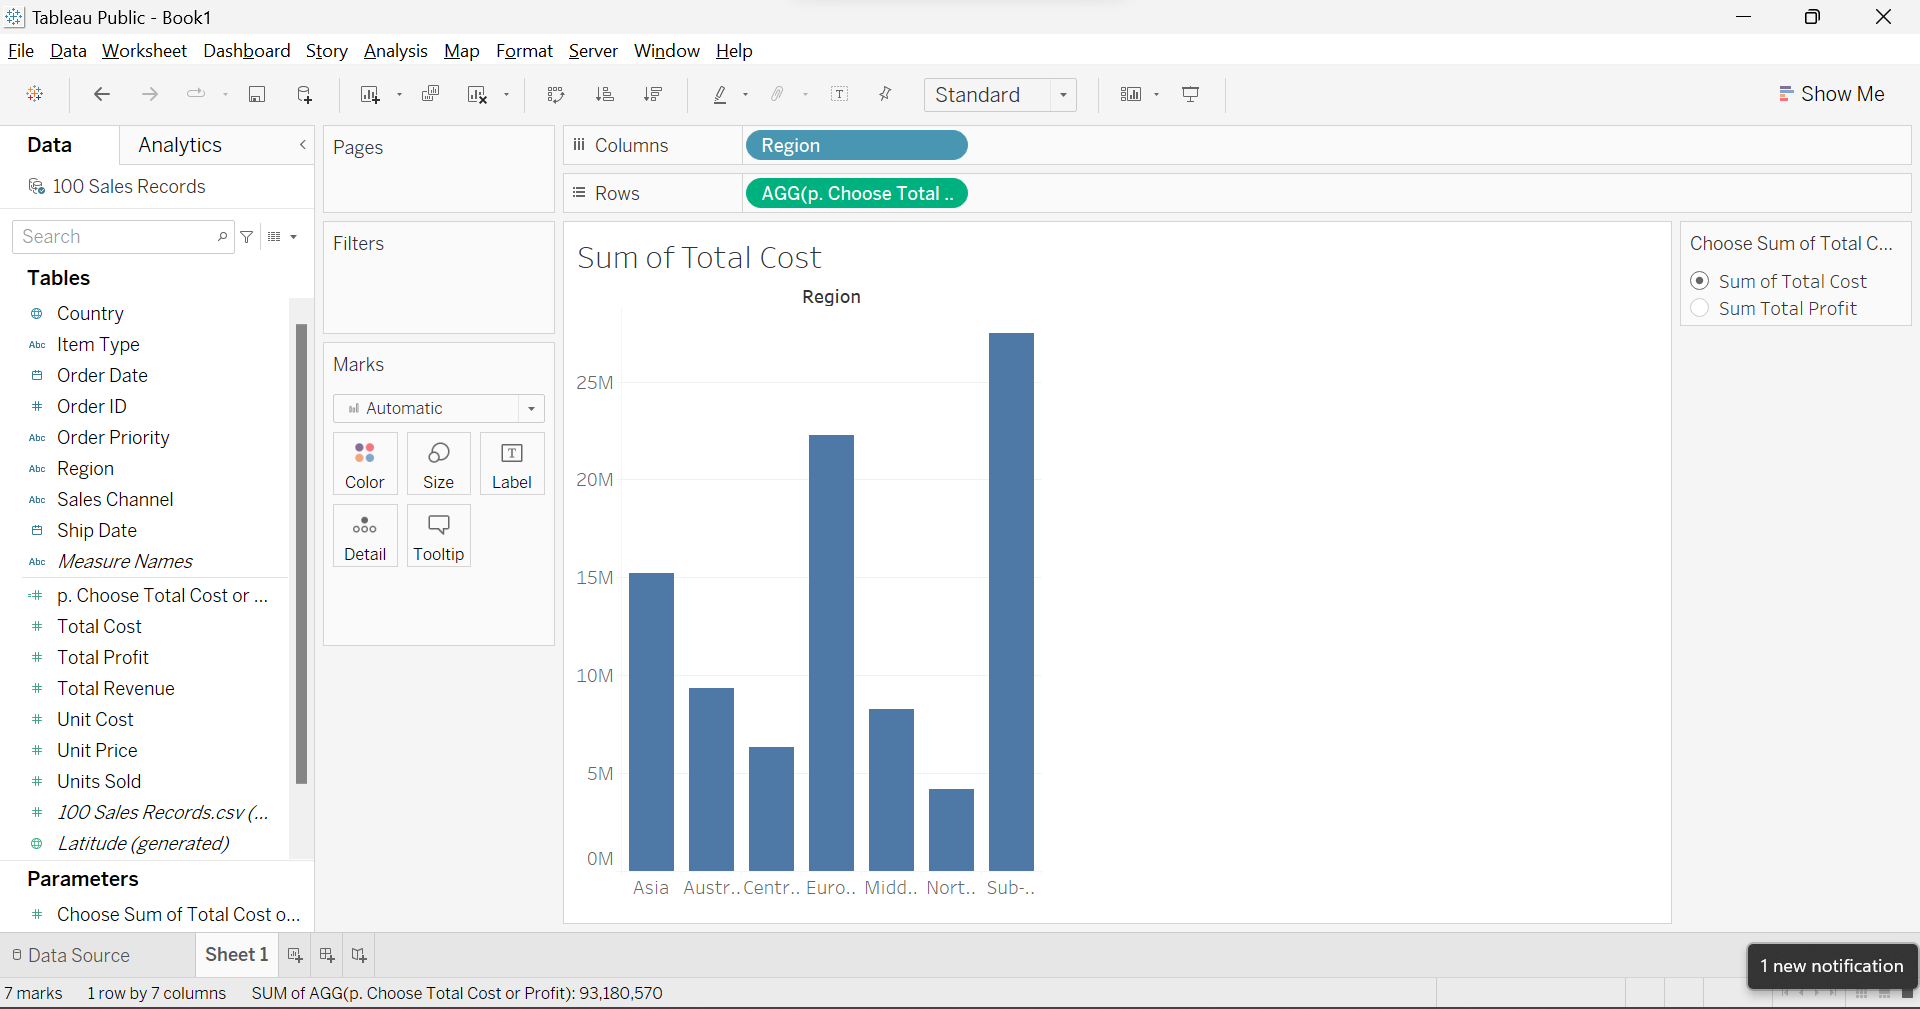 Tableau Public - Book1
File Data Worksheet Dashboard Story Analysis Map Format Server Window Help
Standard
Show Me
Data
Analytics
100 Sales Records
Search
Tables
Country
Abc Item Type
Order Date
# Order ID
Abc Order Priority
Abc Region
Abc Sales Channel
Ship Date
Abc Measure Names
=# p. Choose Total Cost or ...
# Total Cost
# Total Profit
# Total Revenue
# Unit Cost
# Unit Price
# Units Sold
# 100 Sales Records.csv (...
Latitude (generated)
Parameters
# Choose Sum of Total Cost o...
Pages
Filters
Marks
Automatic
Color
Size
Label
Detail
Tooltip
Columns
Region
Rows
AGG(p. Choose Total ..
Sum of Total Cost
Region
25M
20M
15M
10M
5M
0M
Asia Austr.. Centr.. Euro.. Midd.. Nort.. Sub-..
Choose Sum of Total C...
Sum of Total Cost
Sum Total Profit
Data Source
Sheet 1
1 new notification
7 marks 1 row by 7 columns SUM of AGG(p. Choose Total Cost or Profit): 93,180,570